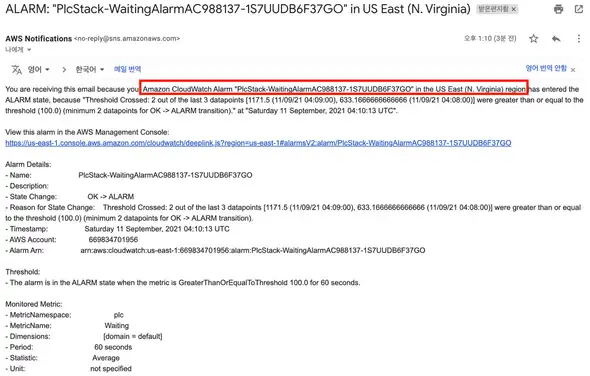 ALARM: "PlcStack-WaitingAlarmAC988137-1S7UUDB6F37GO" in US East (N. Virginia) 받은편지함 ×
AWS Notifications <no-reply@sns.amazonaws.com> 오후 1:10 (3분 전)
나에게
영어 > 한국어 메일 번역 영어 번역 안함 ×
You are receiving this email because your Amazon CloudWatch Alarm "PlcStack-WaitingAlarmAC988137-1S7UUDB6F37GO" in the US East (N. Virginia) region has entered the
ALARM state, because "Threshold Crossed: 2 out of the last 3 datapoints [1171.5 (11/09/21 04:09:00), 633.1666666666666 (11/09/21 04:08:00)] were greater than or equal to the
threshold (100.0) (minimum 2 datapoints for OK -> ALARM transition)." at "Saturday 11 September, 2021 04:10:13 UTC".
View this alarm in the AWS Management Console:
https://us-east-1.console.aws.amazon.com/cloudwatch/deeplink.js?region=us-east-1#alarmsV2:alarm/PlcStack-WaitingAlarmAC988137-1S7UUDB6F37GO
Alarm Details:
- Name: PlcStack-WaitingAlarmAC988137-1S7UUDB6F37GO
- Description:
- State Change: OK -> ALARM
- Reason for State Change: Threshold Crossed: 2 out of the last 3 datapoints [1171.5 (11/09/21 04:09:00), 633.1666666666666 (11/09/21 04:08:00)] were greater than or equal
to the threshold (100.0) (minimum 2 datapoints for OK -> ALARM transition).
- Timestamp: Saturday 11 September, 2021 04:10:13 UTC
- AWS Account: 669834701956
- Alarm Arn: arn:aws:cloudwatch:us-east-1:669834701956:alarm:PlcStack-WaitingAlarmAC988137-1S7UUDB6F37GO
Threshold:
- The alarm is in the ALARM state when the metric is GreaterThanOrEqualToThreshold 100.0 for 60 seconds.
Monitored Metric:
- MetricNamespace: plc
- MetricName: Waiting
- Dimensions: [domain = default]
- Period: 60 seconds
- Statistic: Average
- Unit: not specified